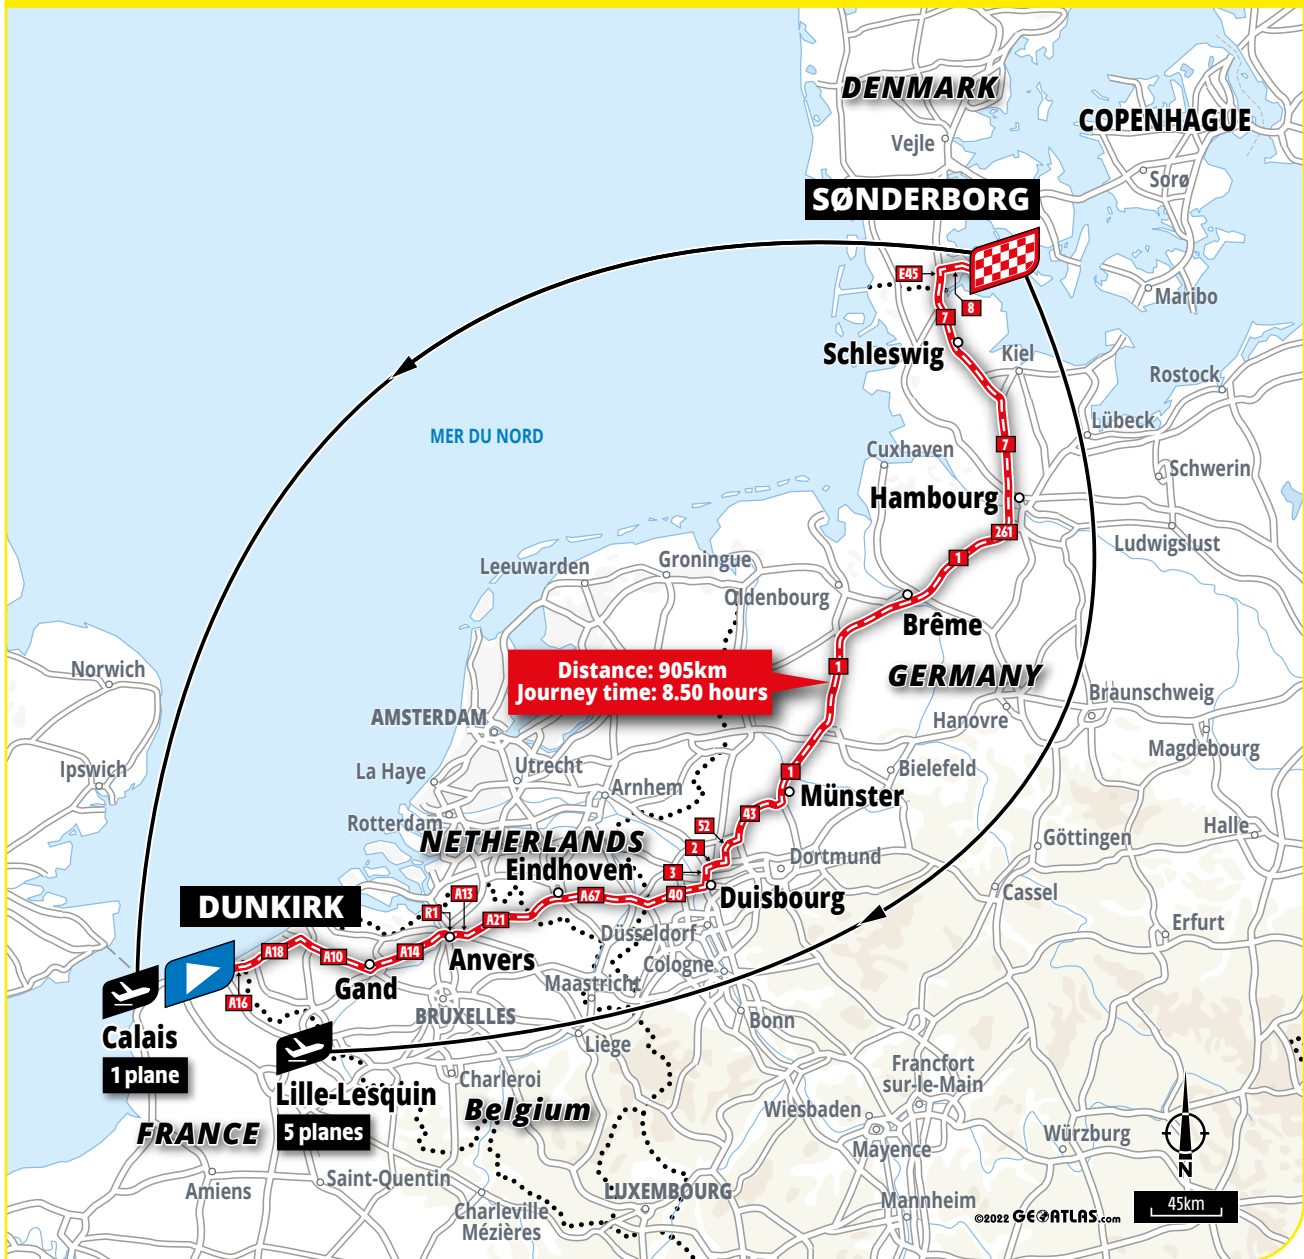 DENMARK
COPENHAGUE
Vejle
Sorø
SØNDERBORG
E45
8
Maribo
7
Schleswig
Kiel
Rostock
Lübeck
MER DU NORD
7
Cuxhaven
Schwerin
Hambourg
261
Ludwigslust
1
Leeuwarden
Groningue
Oldenbourg
Brême
Norwich
Distance: 905km
Journey time: 8.50 hours
1
GERMANY
Braunschweig
AMSTERDAM
Hanovre
Magdebourg
Ipswich
La Haye
Utrecht
Arnhem
1
Bielefeld
Münster
Rotterdam
NETHERLANDS
52
43
Göttingen
Halle
2
Dortmund
Eindhoven
3
DUNKIRK
A13
A67
40
Duisbourg
Cassel
R1
A21
Erfurt
Düsseldorf
A18
A10
A14
Anvers
Cologne
Gand
Maastricht
A16
BRUXELLES
Bonn
Calais
1 plane
Liège
Francfort
sur-le-Main
Charleroi
Lille-Lesquin
5 planes
Belgium
Wiesbaden
FRANCE
Würzburg
Mayence
N
Saint-Quentin
Amiens
LUXEMBOURG
Mannheim
Charleville
Mézières
©2022 GEOATLAS.com
45km